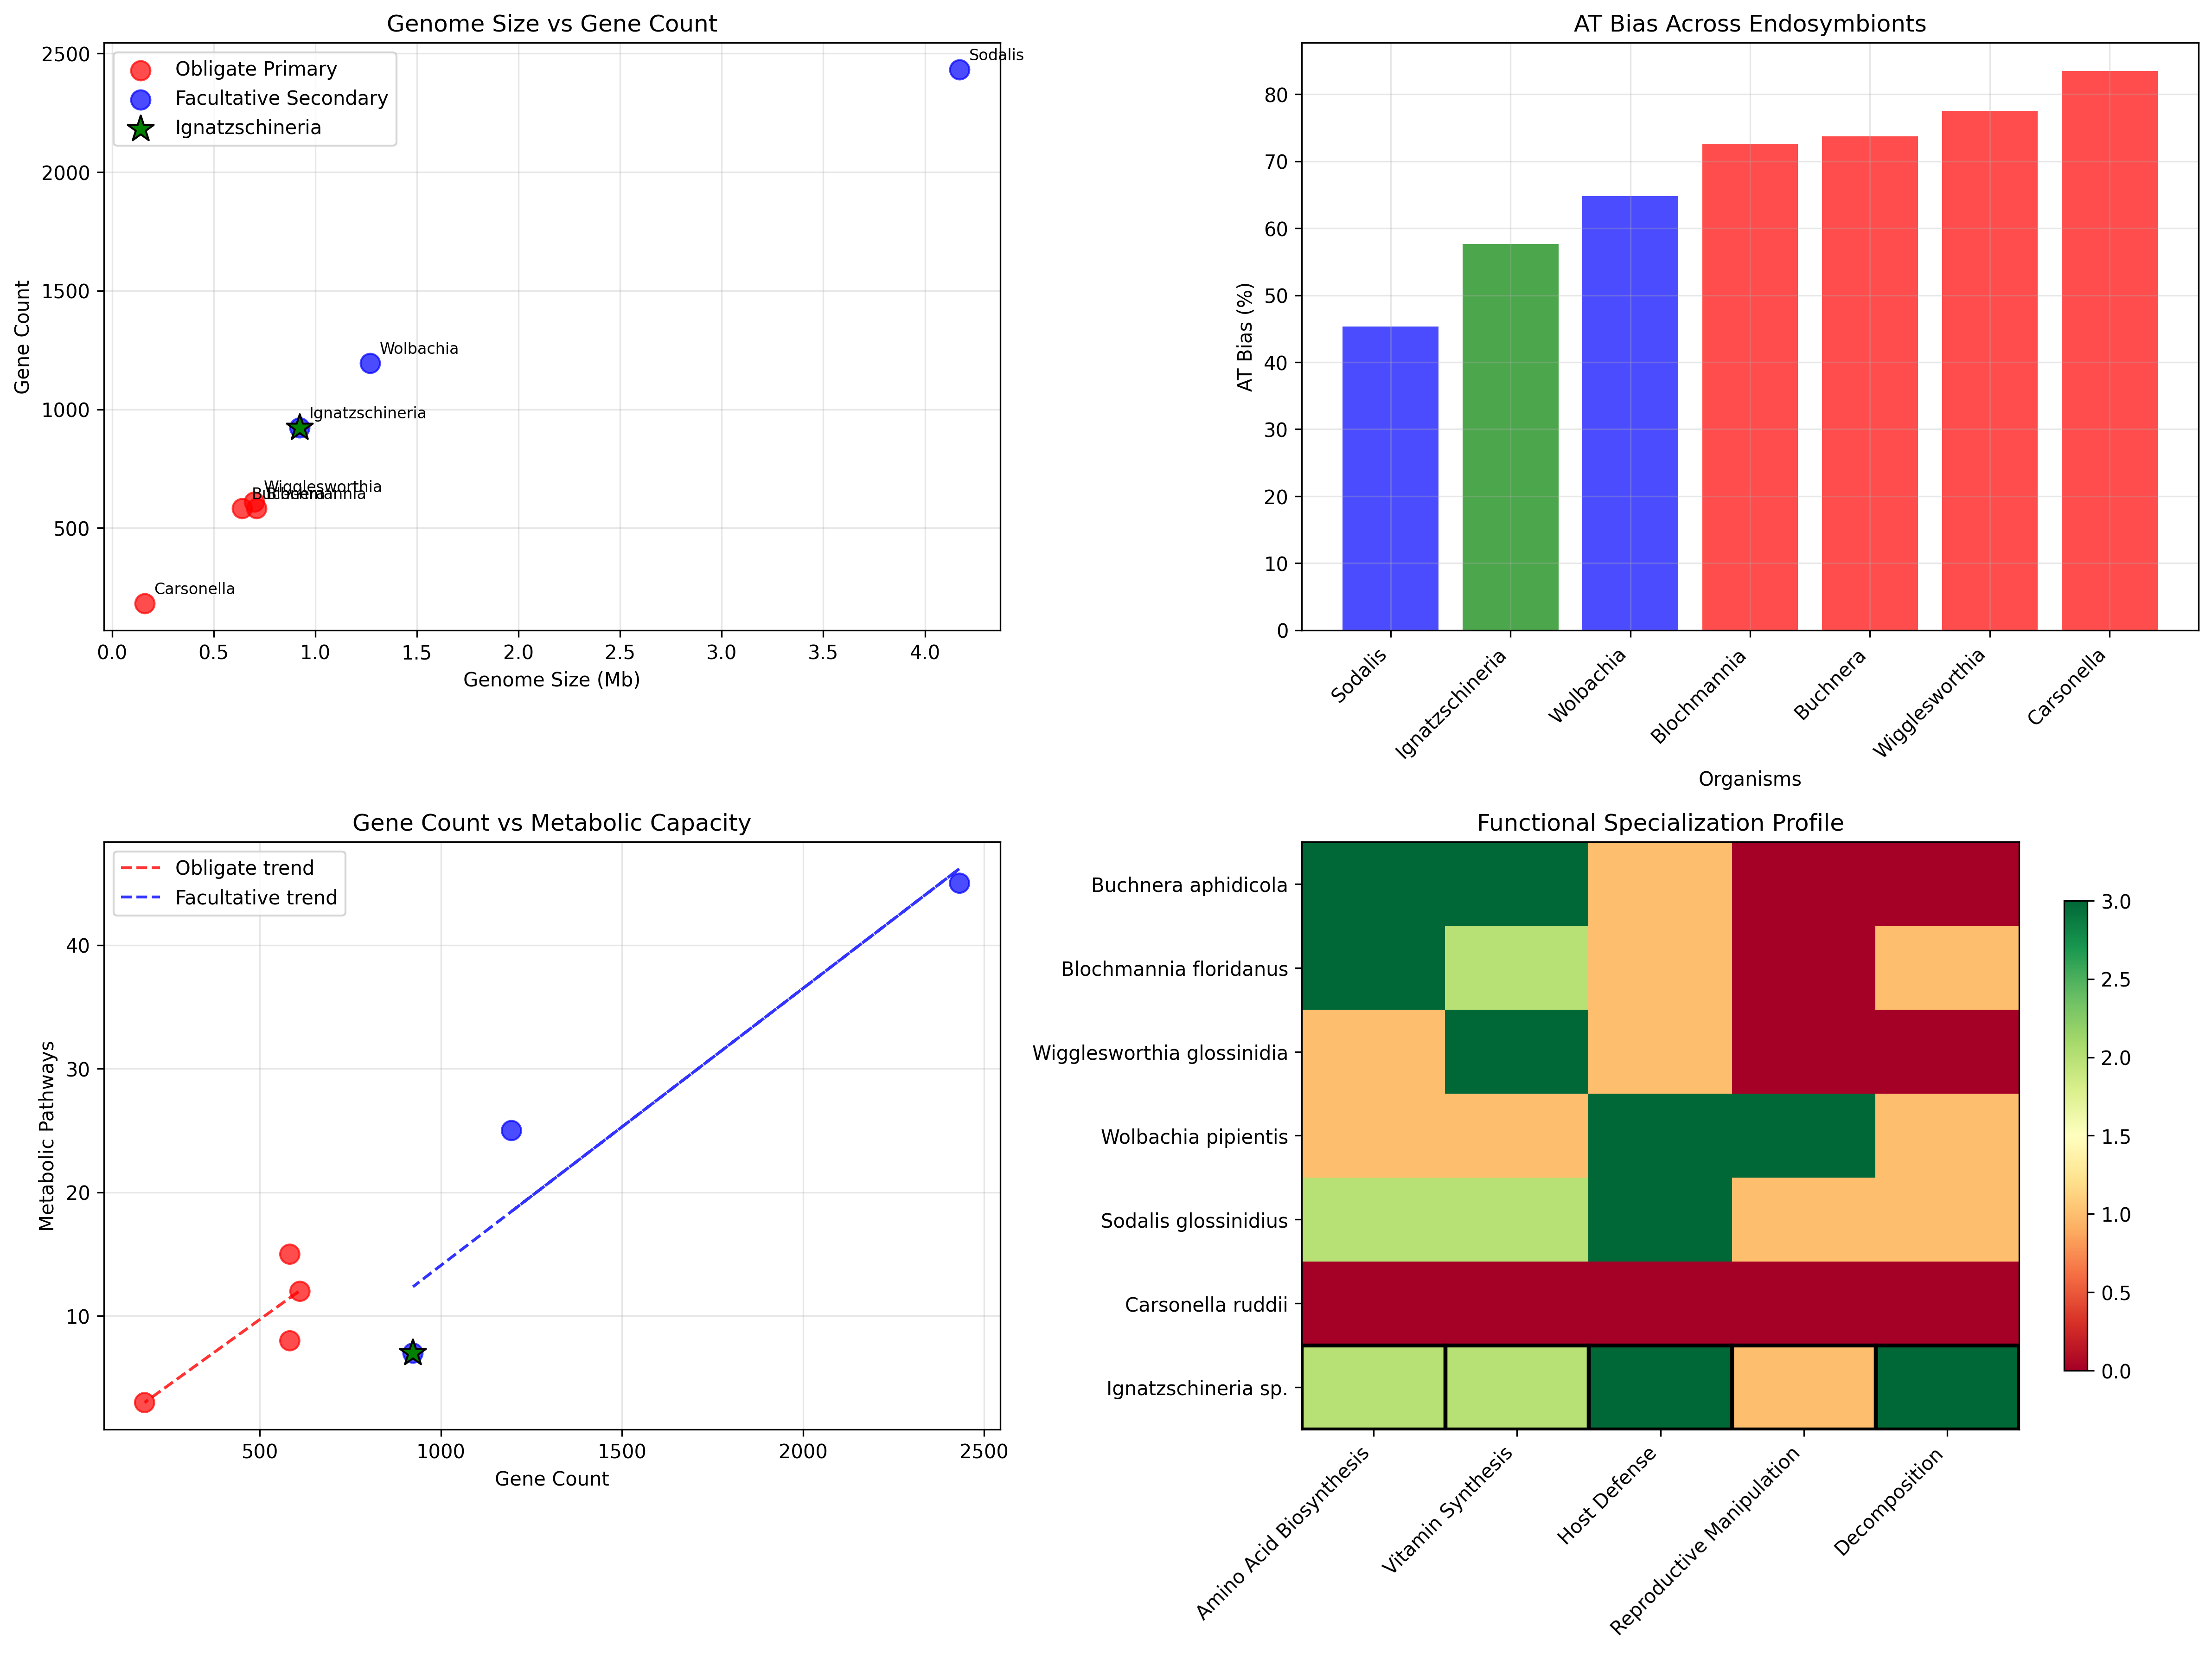 Genome Size vs Gene Count
Obligate Primary
Facultative Secondary
Ignatzschineria
Sodalis
Wolbachia
Ignatzschineria
Wigglesworthia
Buchnera
Blochmannia
Carsonella
2500
2000
1500
1000
500
Gene Count
0.0 0.5 1.0 1.5 2.0 2.5 3.0 3.5 4.0
Genome Size (Mb)
AT Bias Across Endosymbionts
80
70
60
50
40
30
20
10
0
AT Bias (%)
Sodalis
Ignatzschineria
Wolbachia
Blochmannia
Buchnera
Wigglesworthia
Carsonella
Organisms
Gene Count vs Metabolic Capacity
Obligate trend
Facultative trend
40
30
20
10
Metabolic Pathways
500 1000 1500 2000 2500
Gene Count
Functional Specialization Profile
Buchnera aphidicola
Blochmannia floridanus
Wigglesworthia glossinidia
Wolbachia pipientis
Sodalis glossinidius
Carsonella ruddii
Ignatzschineria sp.
Amino Acid Biosynthesis
Vitamin Synthesis
Host Defense
Reproductive Manipulation
Decomposition
3.0
2.5
2.0
1.5
1.0
0.5
0.0